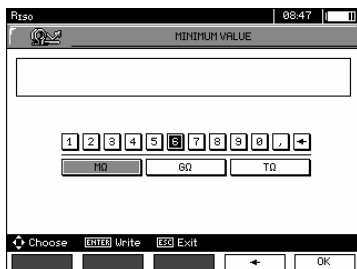 RISO 08:47
MINIMUM VALUE
1 2 3 4 5 6 7 8 9 0 , ←
MΩ GΩ TΩ
Choose ENTER Write ESC Exit
← OK